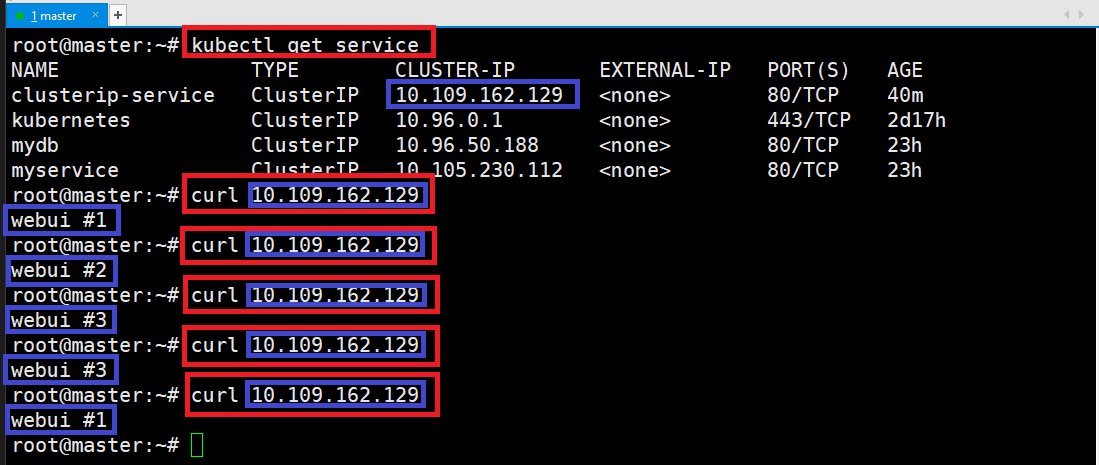 1 master × +
root@master:~# kubectl get service
NAME TYPE CLUSTER-IP EXTERNAL-IP PORT(S) AGE
clusterip-service ClusterIP 10.109.162.129 <none> 80/TCP 40m
kubernetes ClusterIP 10.96.0.1 <none> 443/TCP 2d17h
mydb ClusterIP 10.96.50.188 <none> 80/TCP 23h
myservice ClusterIP 10.105.230.112 <none> 80/TCP 23h
root@master:~# curl 10.109.162.129
webui #1
root@master:~# curl 10.109.162.129
webui #2
root@master:~# curl 10.109.162.129
webui #3
root@master:~# curl 10.109.162.129
webui #3
root@master:~# curl 10.109.162.129
webui #1
root@master:~#